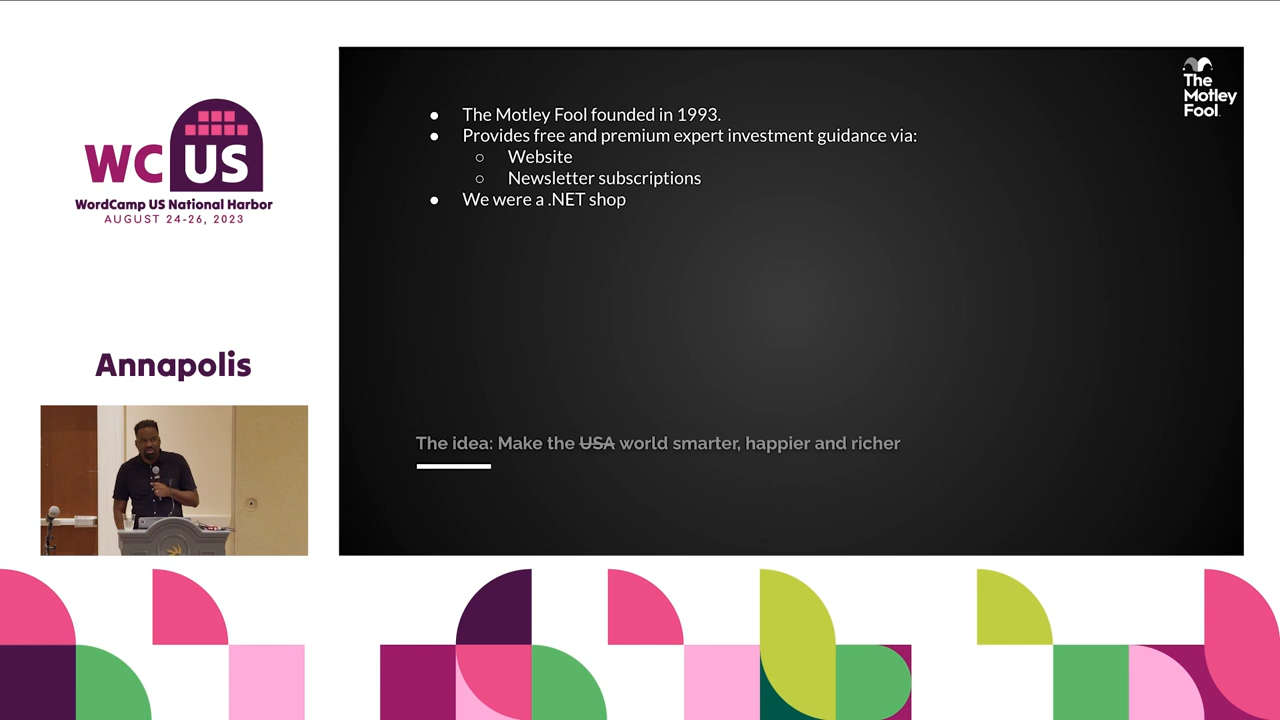 WC US
WordCamp US National Harbor
AUGUST 24-26, 2023
Annapolis
The
Motley
Fool.
● The Motley Fool founded in 1993.
● Provides free and premium expert investment guidance via:
○ Website
○ Newsletter subscriptions
● We were a .NET shop
The idea: Make the USA world smarter, happier and richer